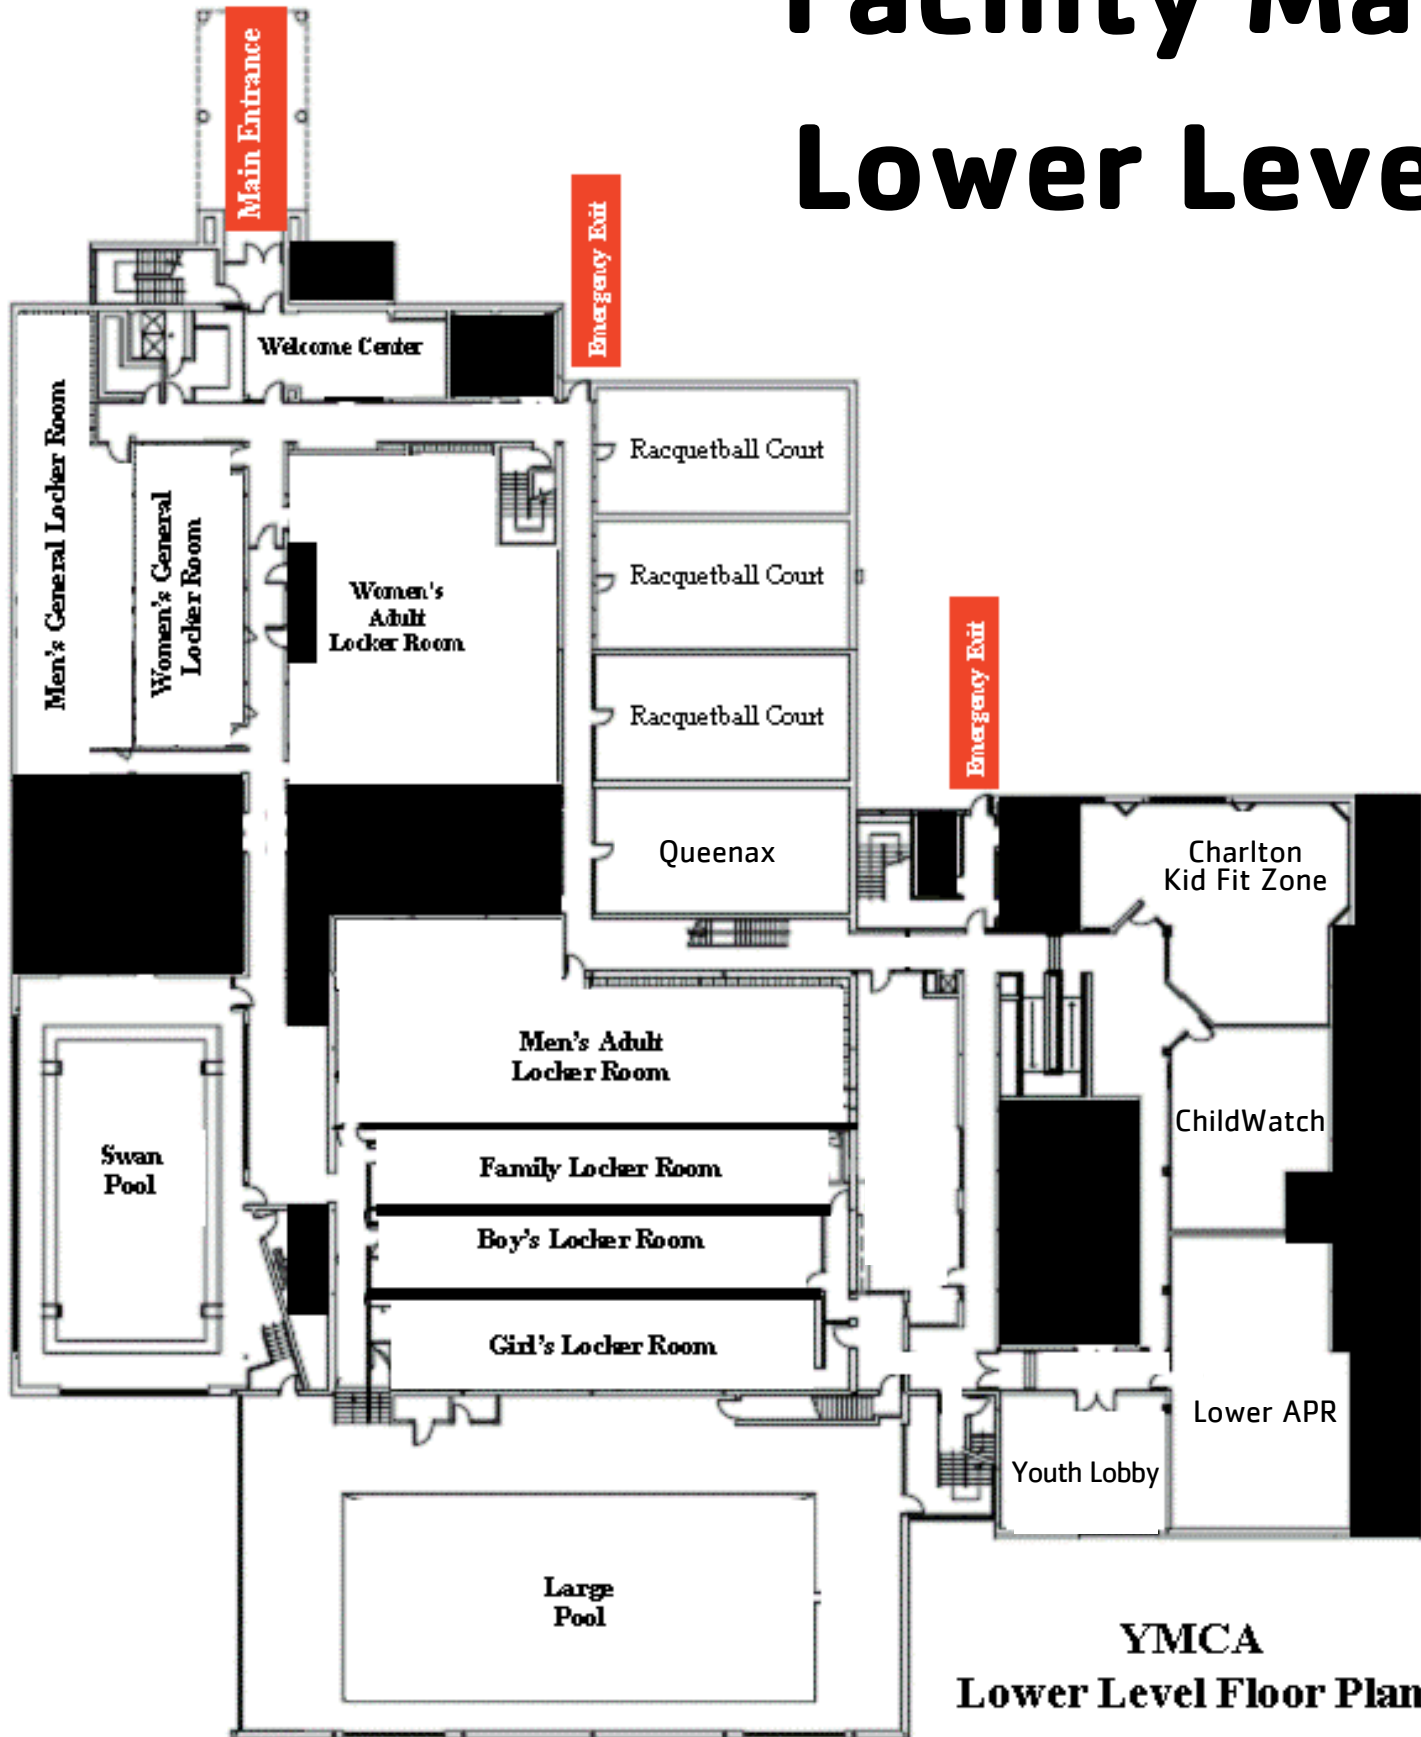 Facility Ma
Lower Leve
Main Entrance
Emergency Exit
Welcome Center
Men's General Locker Room
Women's General
Locker Room
Women's
Adult
Locker Room
Racquetball Court
Racquetball Court
Racquetball Court
Queenax
Emergency Exit
Charlton
Kid Fit Zone
Men's Adult
Locker Room
ChildWatch
Swan
Pool
Family Locker Room
Boy's Locker Room
Girl's Locker Room
Lower APR
Youth Lobby
Large
Pool
YMCA
Lower Level Floor Plan